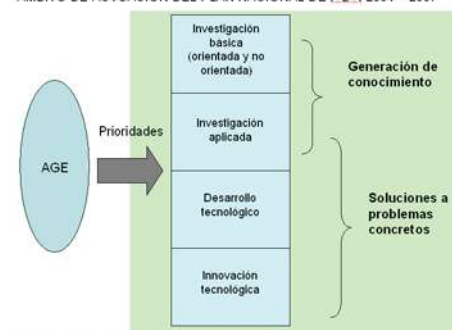 Investigación
básica
(orientada y no
orientada)
Generación de
conocimiento
Prioridades
Investigación
aplicada
AGE
Desarrollo
tecnológico
Soluciones a
problemas
concretos
Innovación
tecnológica